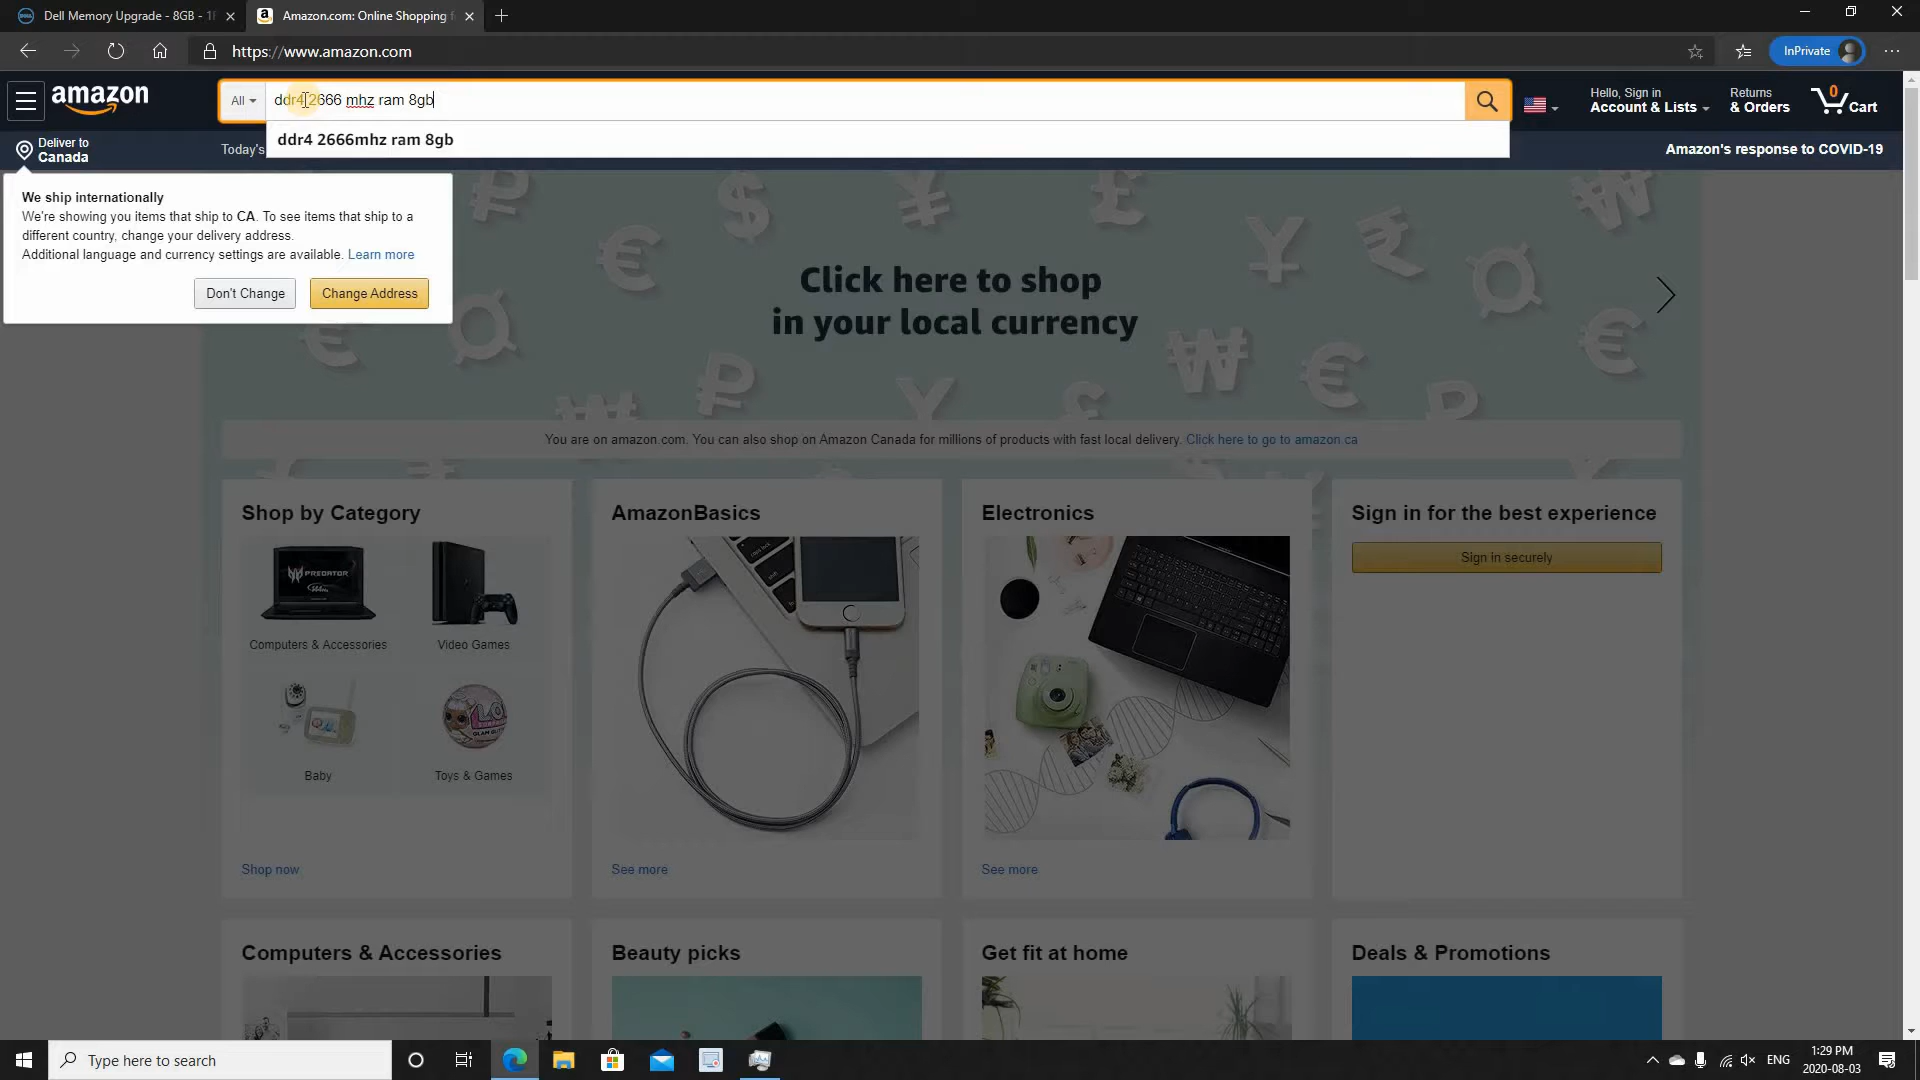 Dell Memory Upgrade - 8GB - 1
Amazon.com: Online Shopping f
https://www.amazon.com
InPrivate
amazon
All
ddr4 2666 mhz ram 8gb
Hello, Sign in
Account & Lists
Returns
& Orders
0
Cart
ddr4 2666mhz ram 8gb
Deliver to
Canada
Today's
Amazon's response to COVID-19
We ship internationally
We're showing you items that ship to CA. To see items that ship to a
different country, change your delivery address.
Additional language and currency settings are available. Learn more
Don't Change
Change Address
Click here to shop
in your local currency
You are on amazon.com. You can also shop on Amazon Canada for millions of products with fast local delivery. Click here to go to amazon.ca
Shop by Category
AmazonBasics
Electronics
Sign in for the best experience
Sign in securely
PREDATOR
Computers & Accessories
Video Games
Baby
Toys & Games
Shop now
See more
See more
Computers & Accessories
Beauty picks
Get fit at home
Deals & Promotions
Type here to search
ENG
1:29 PM
2020-08-03